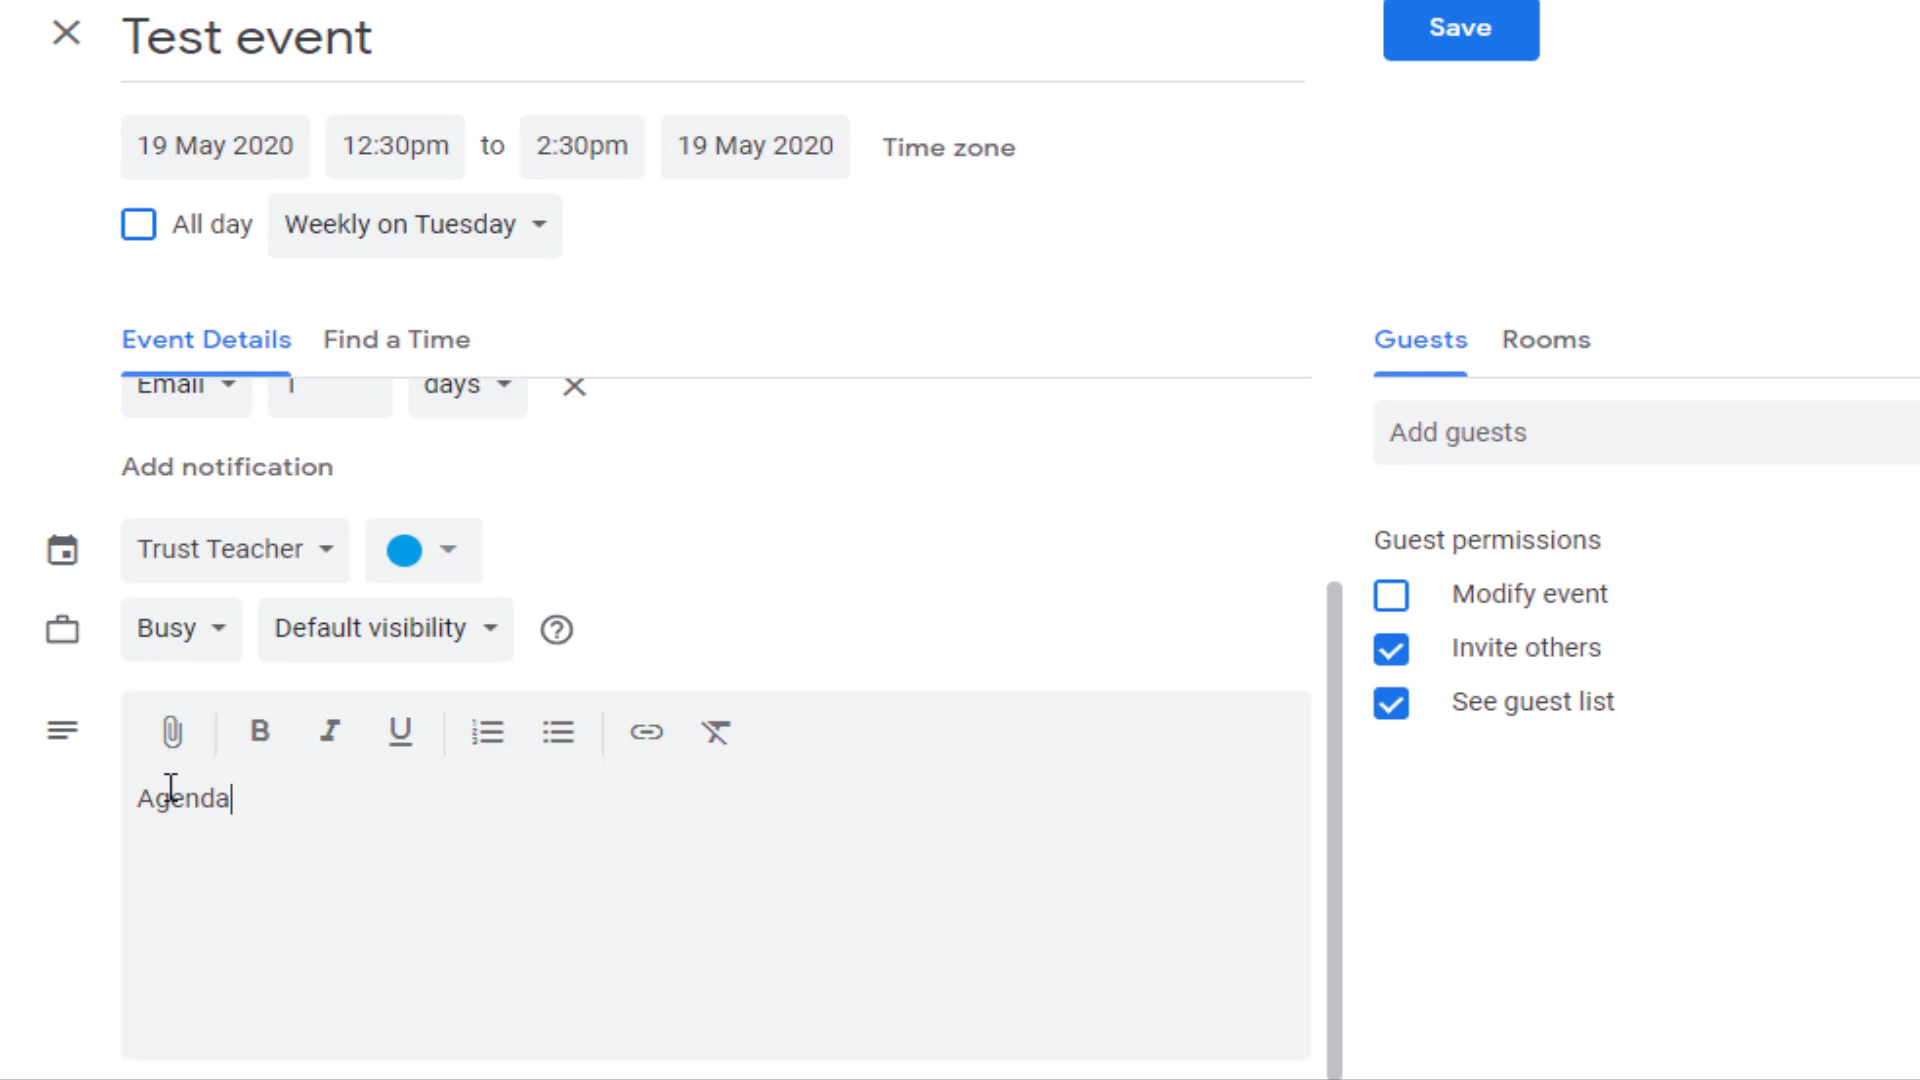 Test event
Save
19 May 2020 12:30pm to 2:30pm 19 May 2020 Time zone
All day Weekly on Tuesday
Event Details Find a Time
Guests Rooms
Email 1 days
Add guests
Add notification
Trust Teacher
Guest permissions
Modify event
Busy Default visibility
Invite others
See guest list
B I U
Agenda